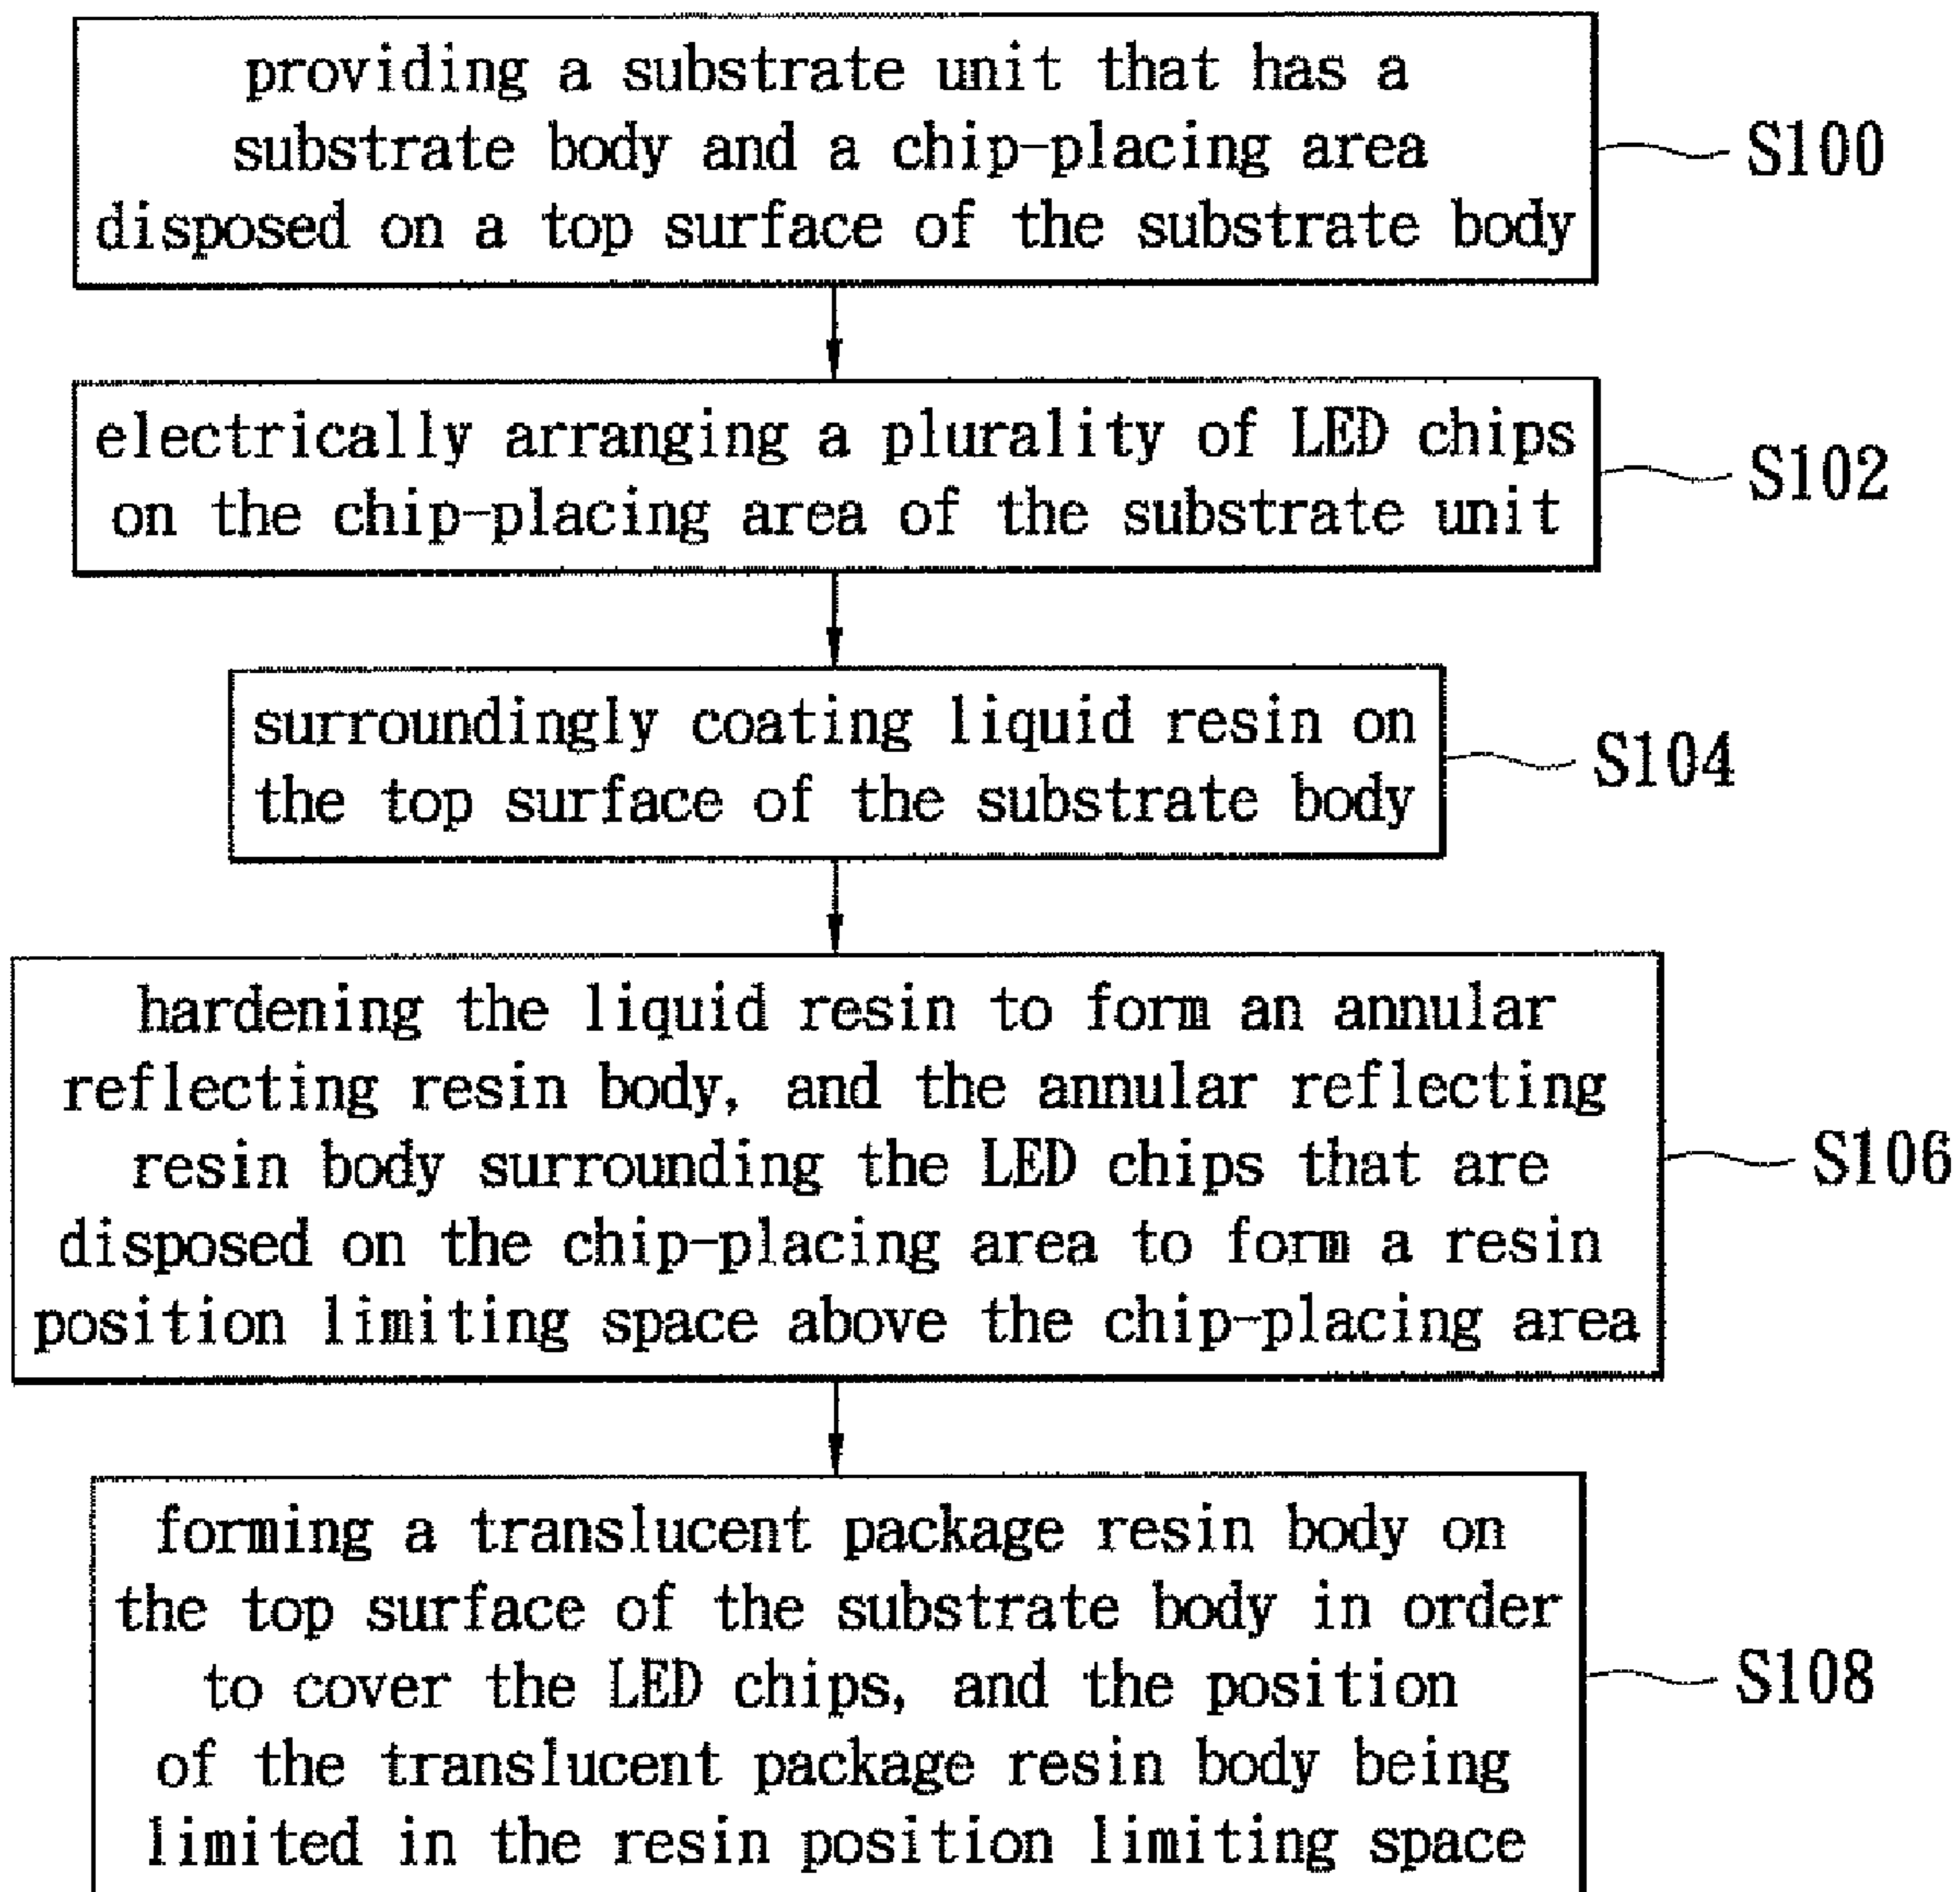 providing a substrate unit that has a
substrate body and a chip-placing area
disposed on a top surface of the substrate body
S100
electrically arranging a plurality of LED chips
on the chip-placing area of the substrate unit
S102
surroundingly coating liquid resin on
the top surface of the substrate body
S104
hardening the liquid resin to form an annular
reflecting resin body, and the annular reflecting
resin body surrounding the LED chips that are
disposed on the chip-placing area to form a resin
position limiting space above the chip-placing area
S106
forming a translucent package resin body on
the top surface of the substrate body in order
to cover the LED chips, and the position
of the translucent package resin body being
limited in the resin position limiting space
S108